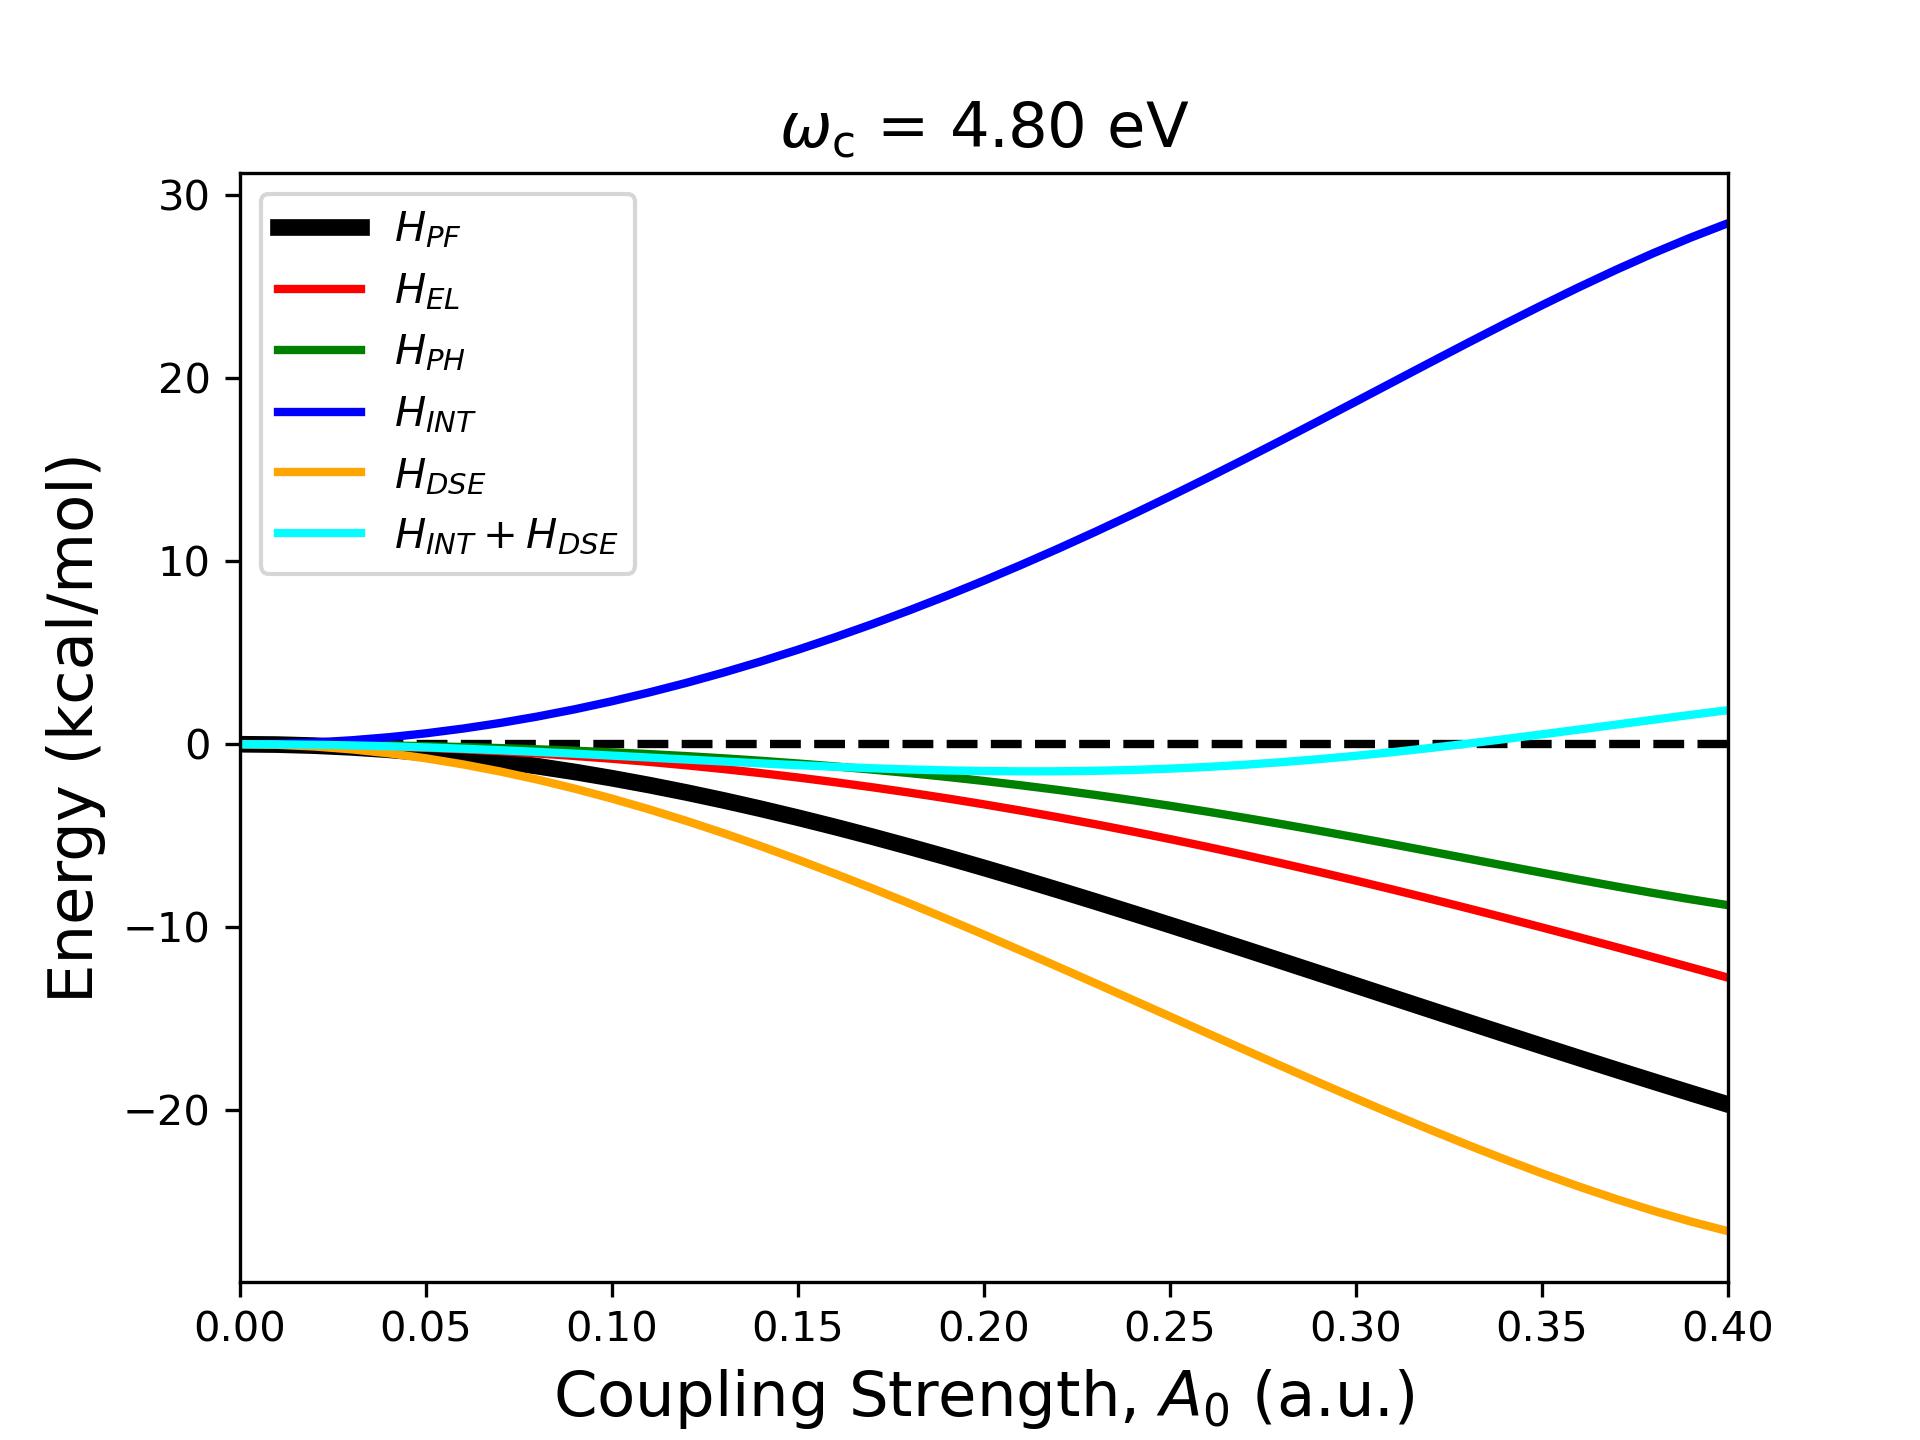 ω_c = 4.80 eV
30
20
10
0
−10
−20
Energy (kcal/mol)
H_PF
H_EL
H_PH
H_INT
H_DSE
H_INT + H_DSE
0.00 0.05 0.10 0.15 0.20 0.25 0.30 0.35 0.40
Coupling Strength, A_0 (a.u.)